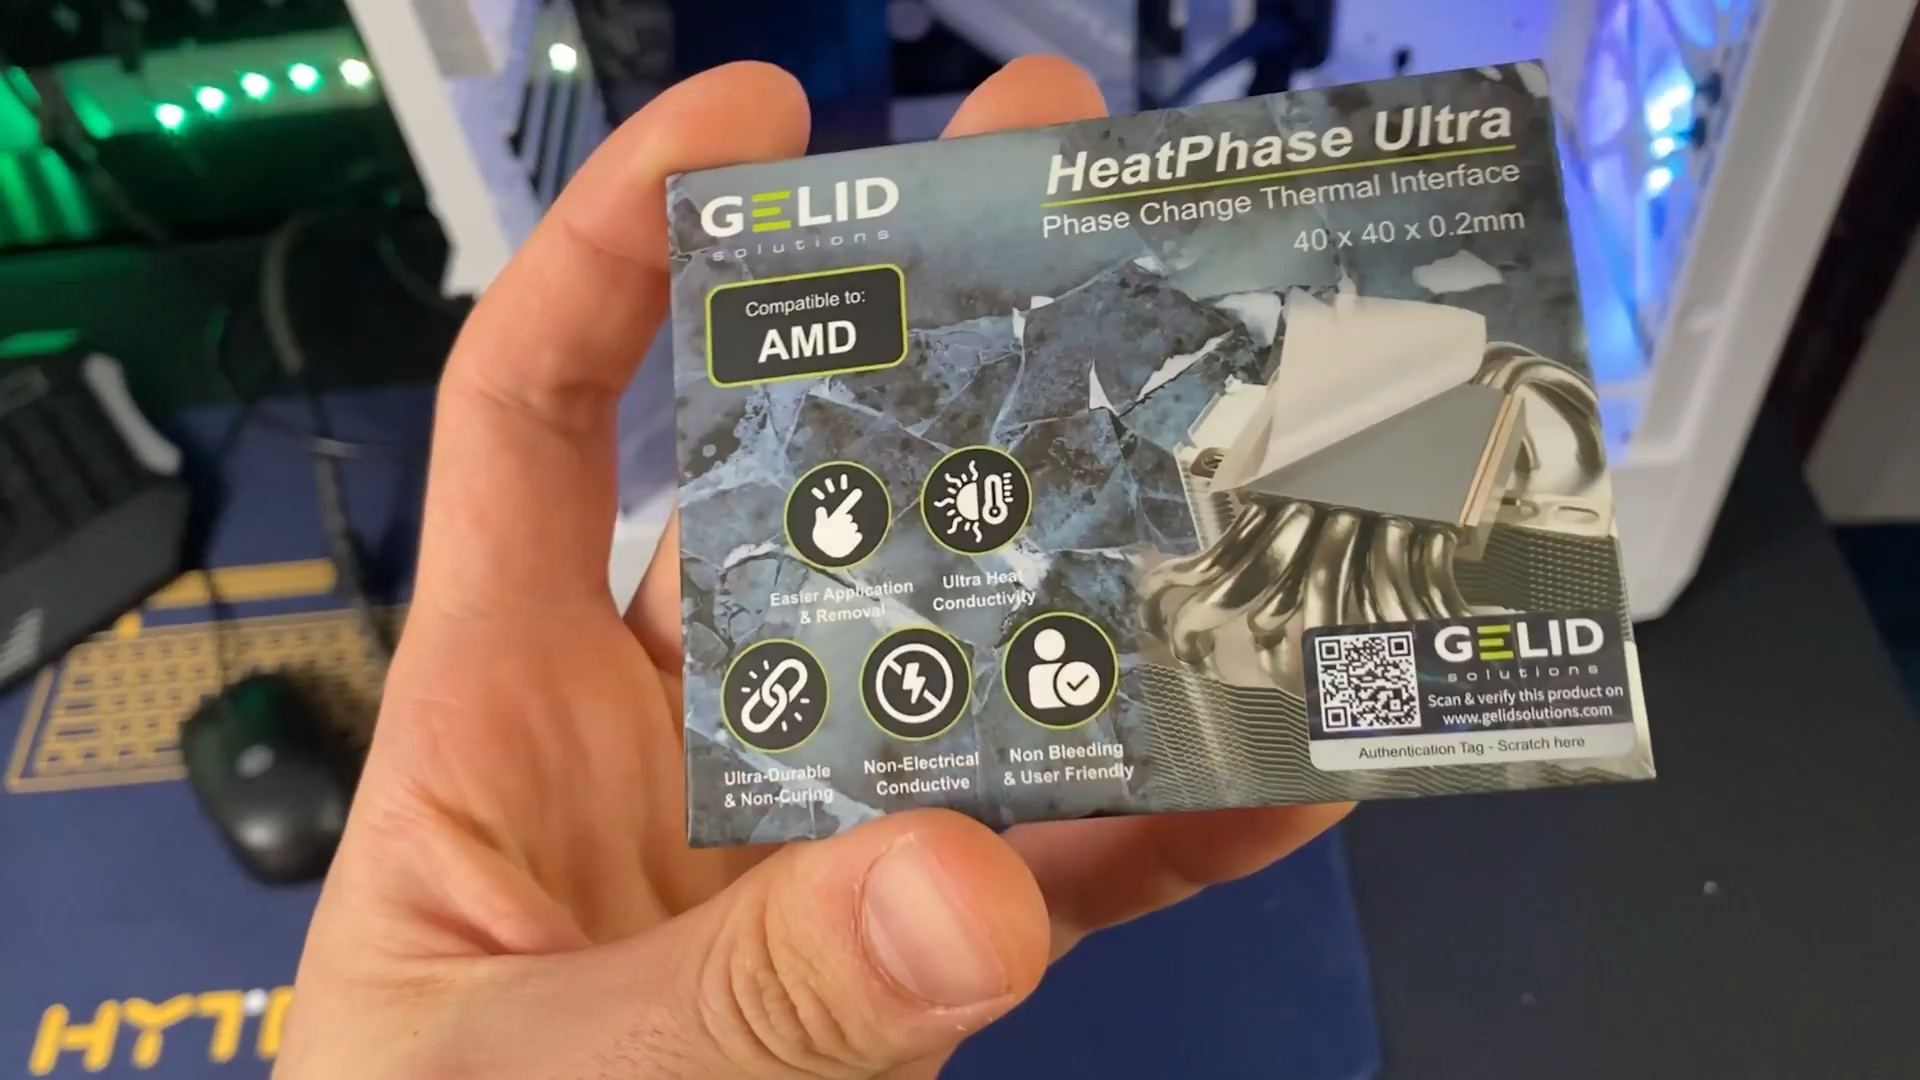 GELID
solutions
HeatPhase Ultra
Phase Change Thermal Interface
40 x 40 x 0.2mm
Compatible to:
AMD
Easier Application
& Removal
Ultra Heat
Conductivity
Ultra-Durable
& Non-Curing
Non-Electrical
Conductive
Non Bleeding
& User Friendly
GELID
solutions
Scan & verify this product on
www.gelidsolutions.com
Authentication Tag - Scratch here